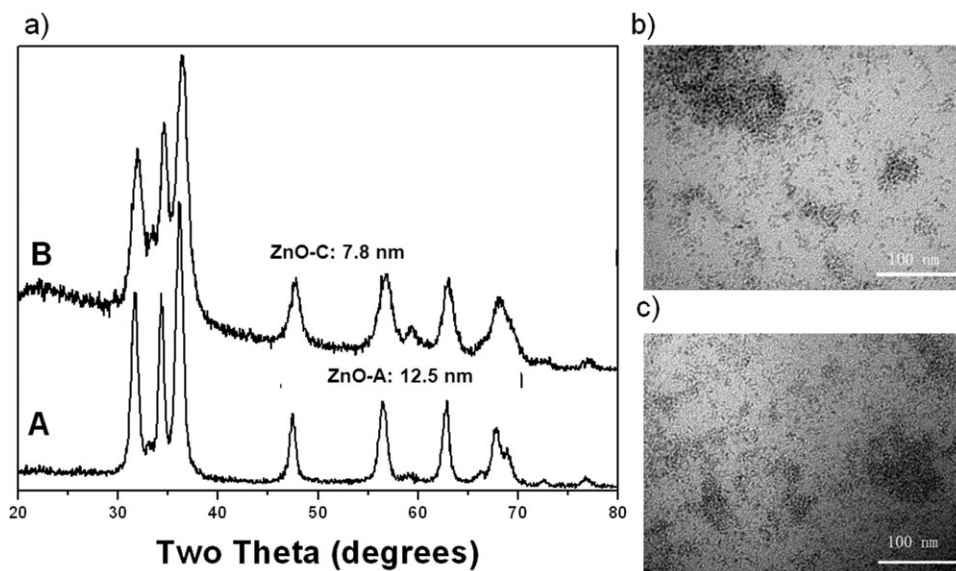 a)
B
ZnO-C: 7.8 nm
ZnO-A: 12.5 nm
A
20 30 40 50 60 70 80
Two Theta (degrees)
b)
100 nm
c)
100 nm